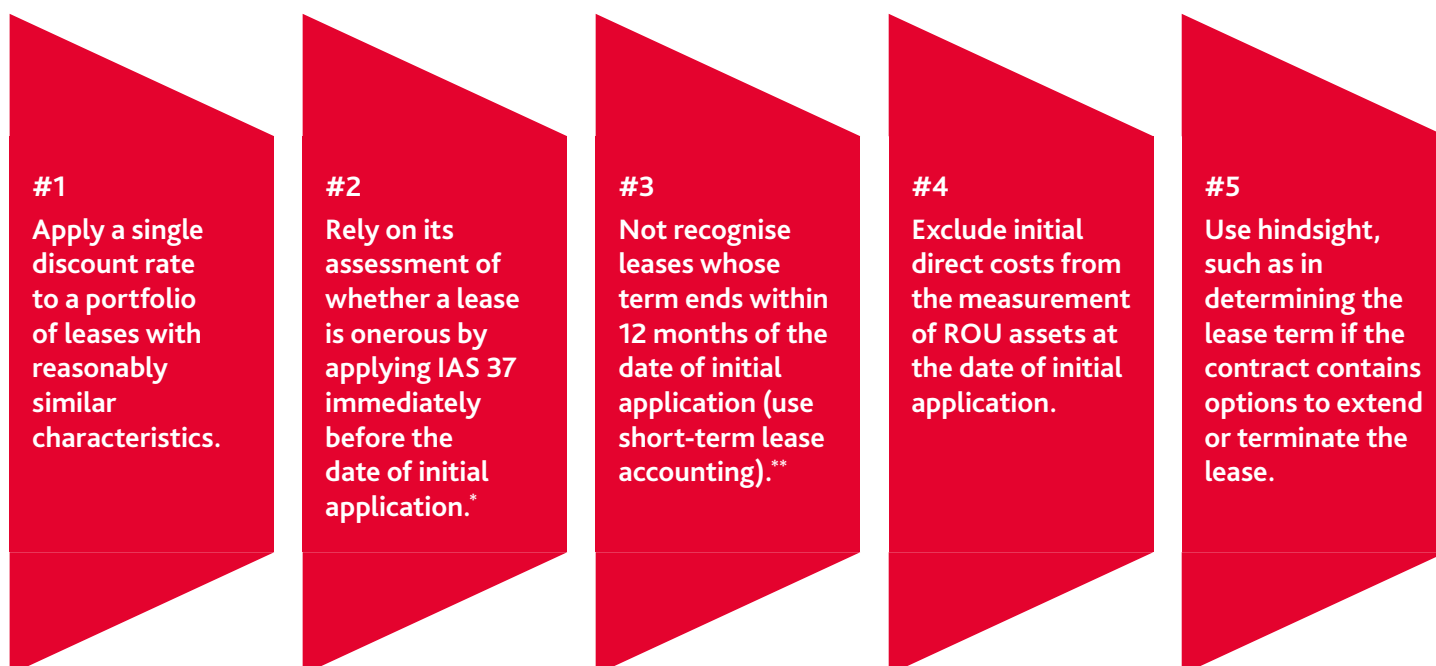 #1
Apply a single
discount rate
to a portfolio
of leases with
reasonably
similar
characteristics.
#2
Rely on its
assessment of
whether a lease
is onerous by
applying IAS 37
immediately
before the
date of initial
application.*
#3
Not recognise
leases whose
term ends within
12 months of the
date of initial
application (use
short-term lease
accounting).**
#4
Exclude initial
direct costs from
the measurement
of ROU assets at
the date of initial
application.
#5
Use hindsight,
such as in
determining the
lease term if the
contract contains
options to extend
or terminate the
lease.